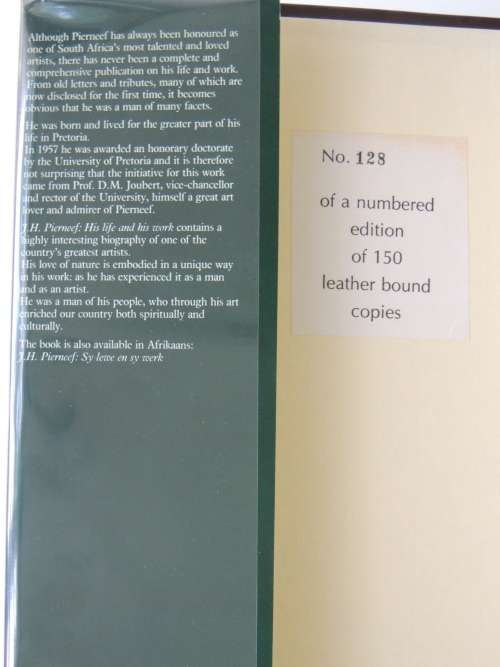 Although Pierneef has always been honoured as
one of South Africa's most talented and loved
artists, there has never been a complete and
comprehensive publication on his life and work.
From old letters and tributes, many of which are
now disclosed for the first time, it becomes
obvious that he was a man of many facets.
He was born and lived for the greater part of his
life in Pretoria.
In 1957 he was awarded an honorary doctorate
by the University of Pretoria and it is therefore
not surprising that the initiative for this work
came from Prof. D.M. Joubert, vice-chancellor
and rector of the University, himself a great art
lover and admirer of Pierneef.
J.H. Pierneef: His life and his work contains a
highly interesting biography of one of the
country's greatest artists.
His love of nature is embodied in a unique way
in his work: as he has experienced it as a man
and as an artist.
He was a man of his people, who through his art
enriched our country both spiritually and
culturally.
The book is also available in Afrikaans:
J.H. Pierneef: Sy lewe en sy werk
No. 128
of a numbered
edition
of 150
leather bound
copies